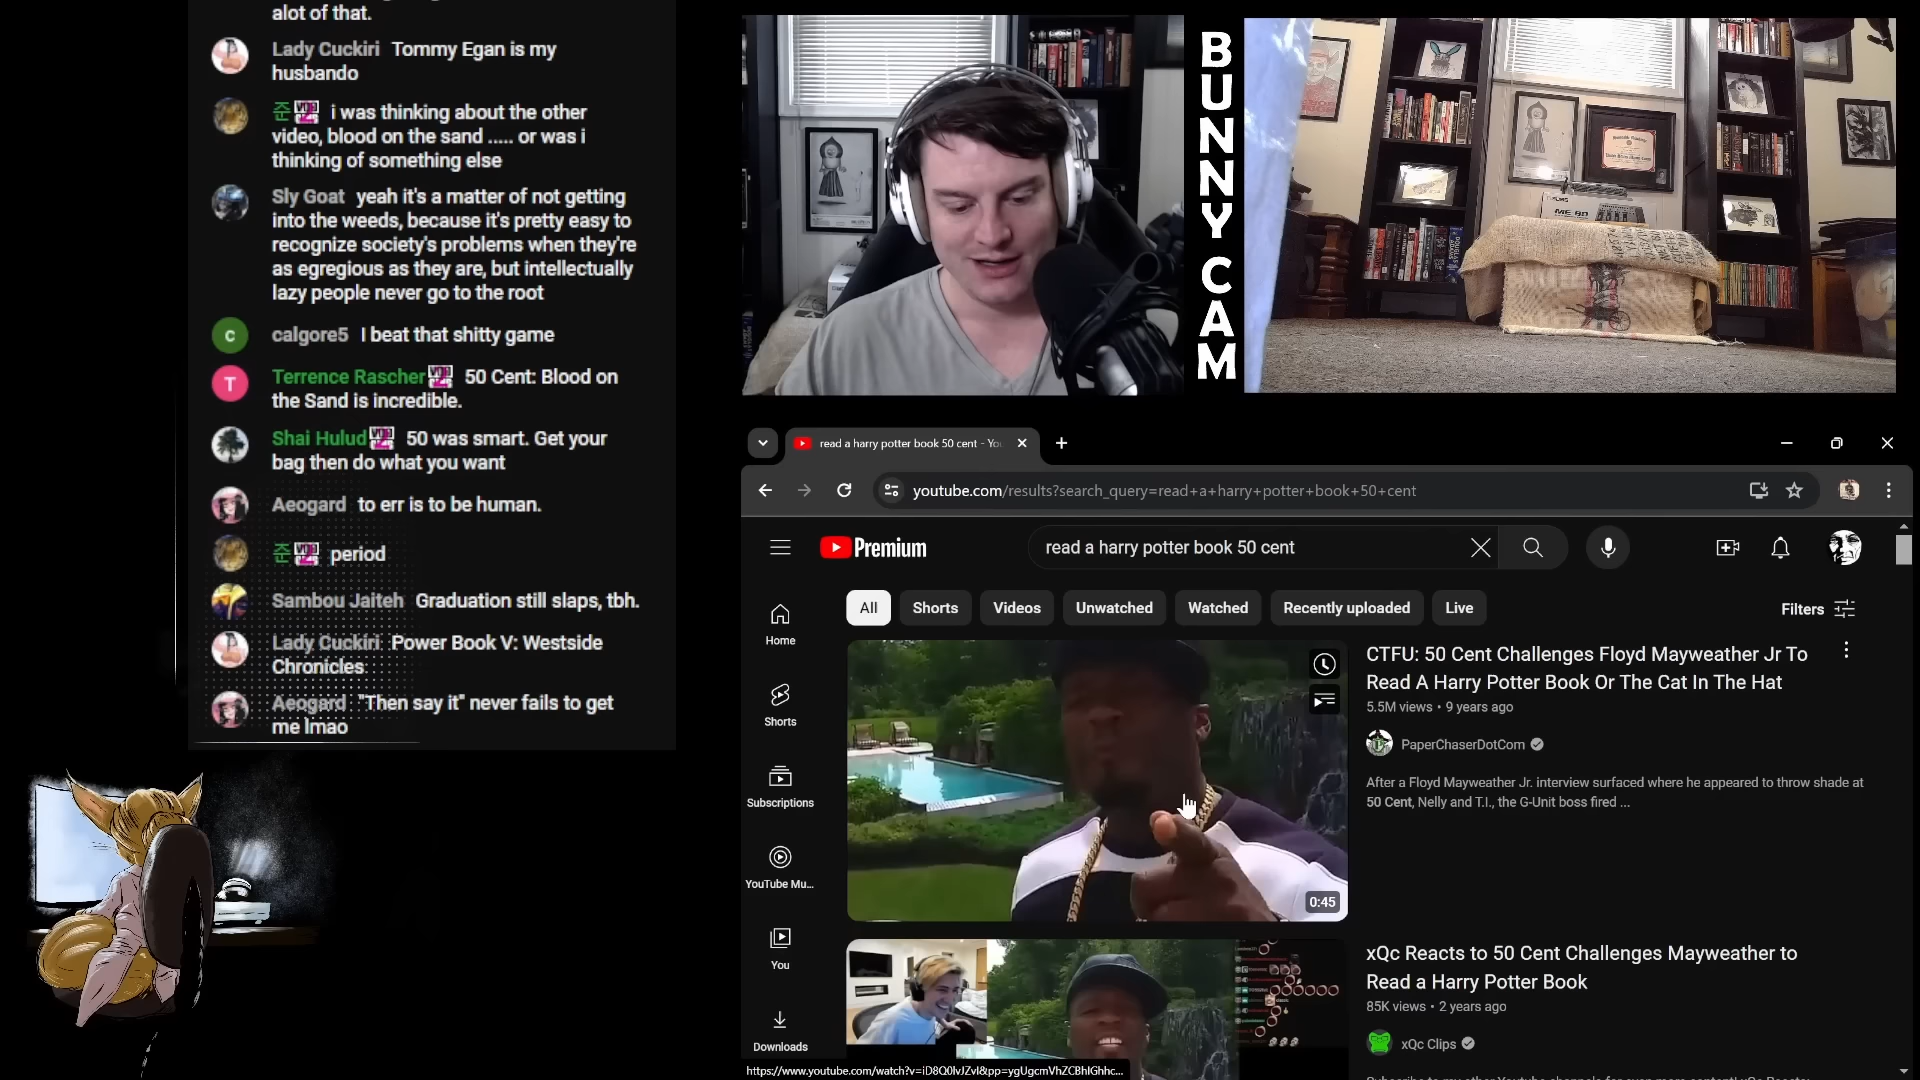 alot of that.
Lady Cuckiri Tommy Egan is my
husbando
준 i was thinking about the other
video, blood on the sand ..... or was i
thinking of something else
Sly Goat yeah it's a matter of not getting
into the weeds, because it's pretty easy to
recognize society's problems when they're
as egregious as they are, but intellectually
lazy people never go to the root
C calgore5 I beat that shitty game
T Terrence Rascher 50 Cent: Blood on
the Sand is incredible.
Shai Hulud 50 was smart. Get your
bag then do what you want
Aeogard to err is to be human.
준 period
Sambou Jaiteh Graduation still slaps, tbh.
Lady Cuckiri Power Book V: Westside
Chronicles
Aeogard "Then say it" never fails to get
me lmao
BUNNY CAM
read a harry potter book 50 cent - You
youtube.com/results?search_query=read+a+harry+potter+book+50+cent
Premium
read a harry potter book 50 cent
All Shorts Videos Unwatched Watched Recently uploaded Live Filters
Home
Shorts
Subscriptions
YouTube Mu...
You
Downloads
0:45
CTFU: 50 Cent Challenges Floyd Mayweather Jr To
Read A Harry Potter Book Or The Cat In The Hat
5.5M views • 9 years ago
PaperChaserDotCom
After a Floyd Mayweather Jr. interview surfaced where he appeared to throw shade at
50 Cent, Nelly and T.I., the G-Unit boss fired ...
xQc Reacts to 50 Cent Challenges Mayweather to
Read a Harry Potter Book
85K views • 2 years ago
xQc Clips